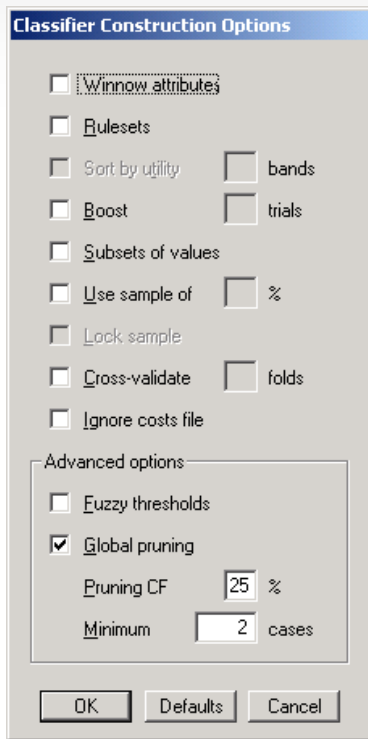 Classifier Construction Options
Winnow attributes
Rulesets
Sort by utility bands
Boost trials
Subsets of values
Use sample of %
Lock sample
Cross-validate folds
Ignore costs file
Advanced options
Fuzzy thresholds
Global pruning
Pruning CF 25 %
Minimum 2 cases
OK Defaults Cancel